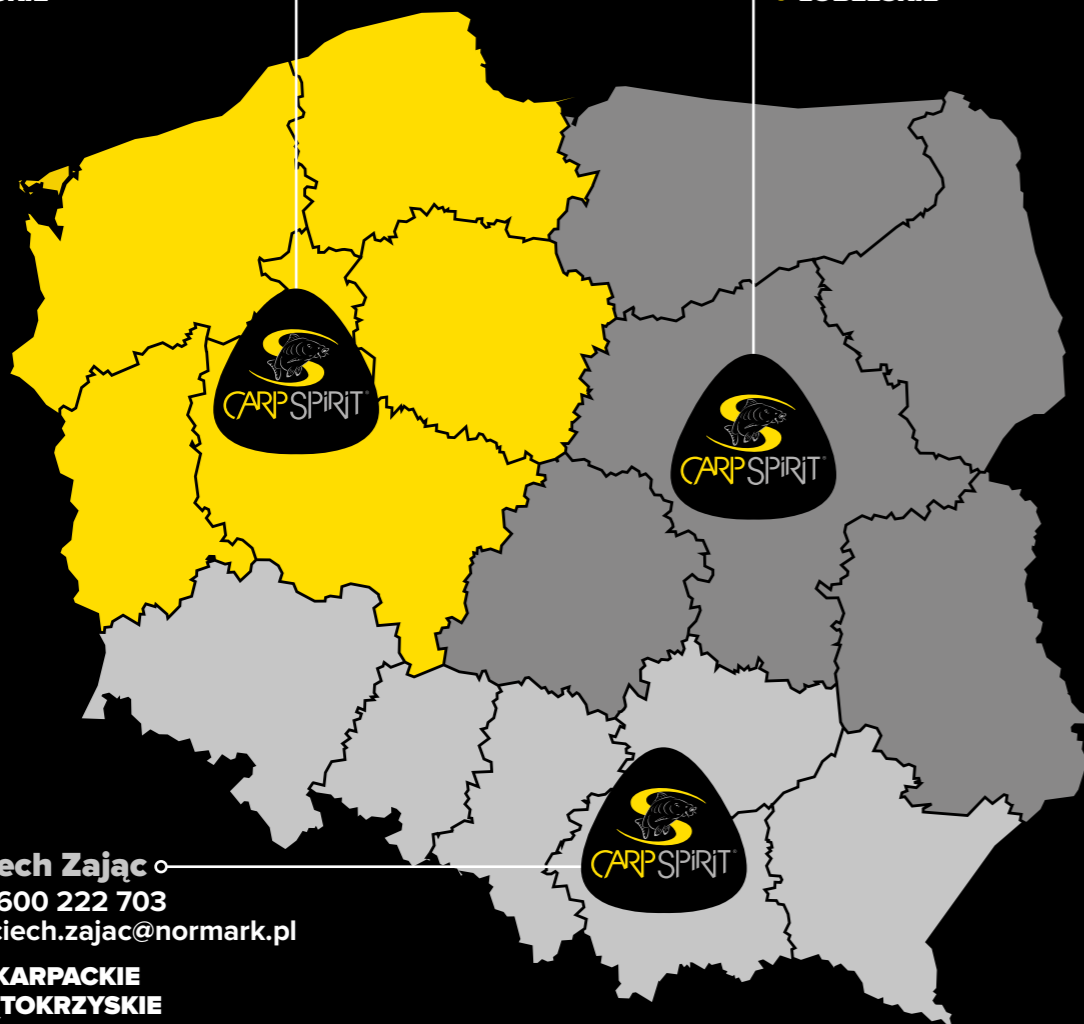 CARP SPIRIT®
CARP SPIRIT®
CARP SPIRIT®
ech Zając
600 222 703
ciech.zajac@normark.pl
KARPACKIE
TOKRZYSKIE